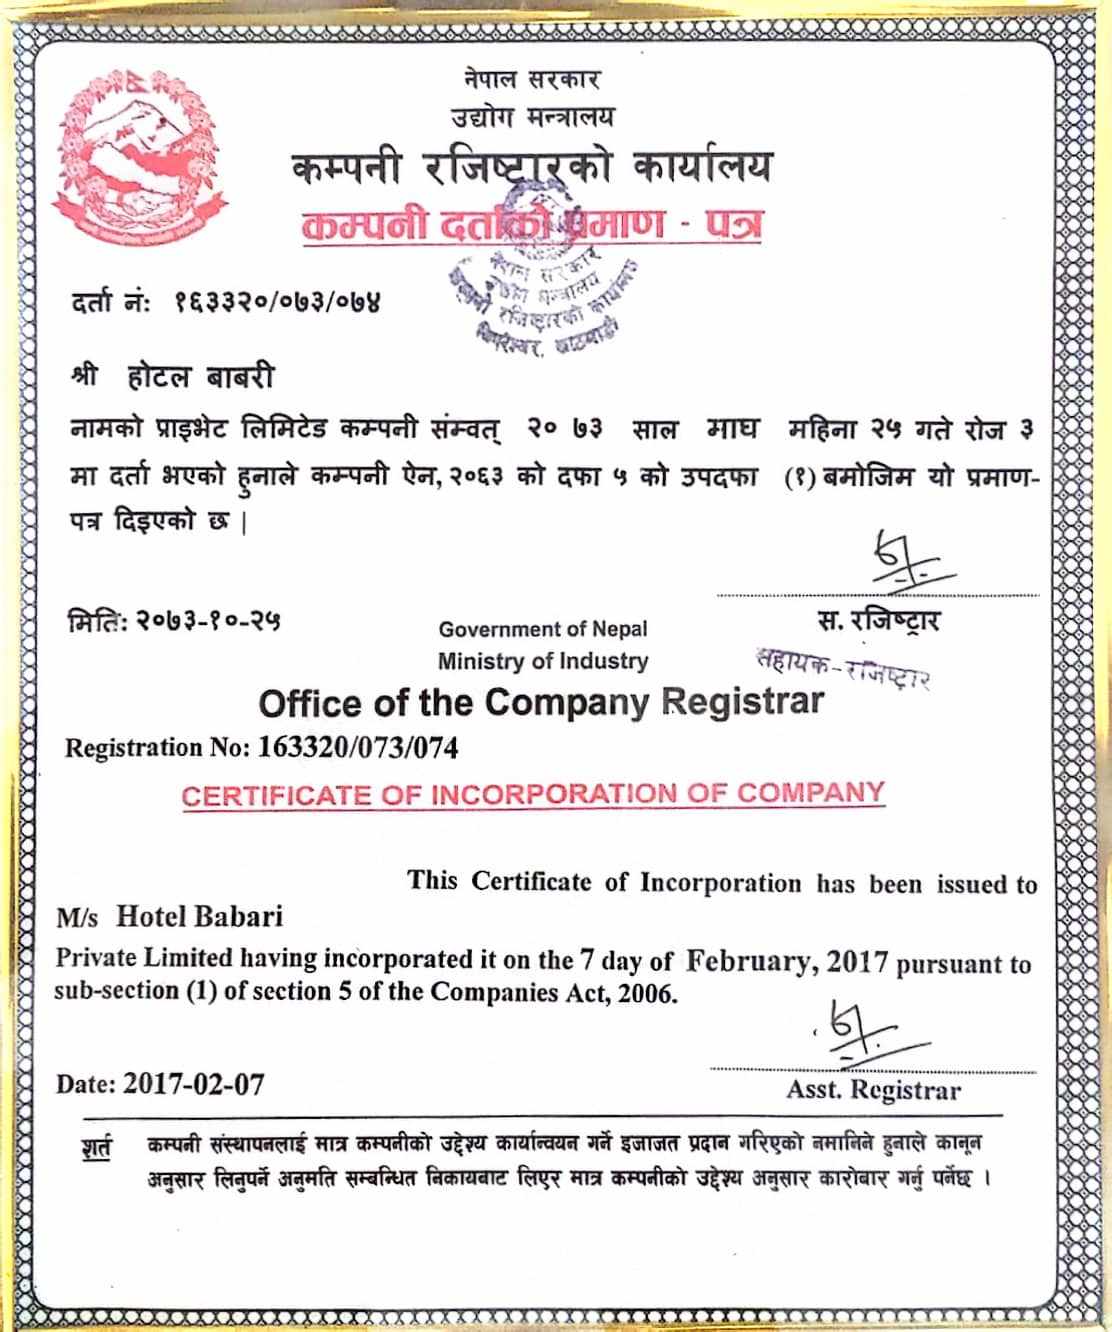 नेपाल सरकार
उद्योग मन्त्रालय
कम्पनी रजिष्टारको कार्यालय
कम्पनी दर्ताको प्रमाण - पत्र
नेपाल सरकार
उद्योग मन्त्रालय
कम्पनी रजिष्ट्रारको कार्यालय
दर्ता नं: १६३३२०/०७३/०७४
श्री होटल बाबरी
नामको प्राइभेट लिमिटेड कम्पनी संम्वत् २० ७३ साल माघ महिना २५ गते रोज ३
मा दर्ता भएको हुनाले कम्पनी ऐन, २०६३ को दफा ५ को उपदफा (१) बमोजिम यो प्रमाण-
पत्र दिइएको छ |
मिति: २०७३-१०-२५
स. रजिष्ट्रार
सहायक-रजिष्ट्रार
Government of Nepal
Ministry of Industry
Office of the Company Registrar
Registration No: 163320/073/074
CERTIFICATE OF INCORPORATION OF COMPANY
This Certificate of Incorporation has been issued to
M/s Hotel Babari
Private Limited having incorporated it on the 7 day of February, 2017 pursuant to
sub-section (1) of section 5 of the Companies Act, 2006.
Date: 2017-02-07
Asst. Registrar
शर्त कम्पनी संस्थापनलाई मात्र कम्पनीको उद्देश्य कार्यान्वयन गर्ने इजाजत प्रदान गरिएको नमानिने हुनाले कानून
अनुसार लिनुपर्ने अनुमति सम्बन्धित निकायबाट लिएर मात्र कम्पनीको उद्देश्य अनुसार कारोबार गर्नु पर्नेछ ।